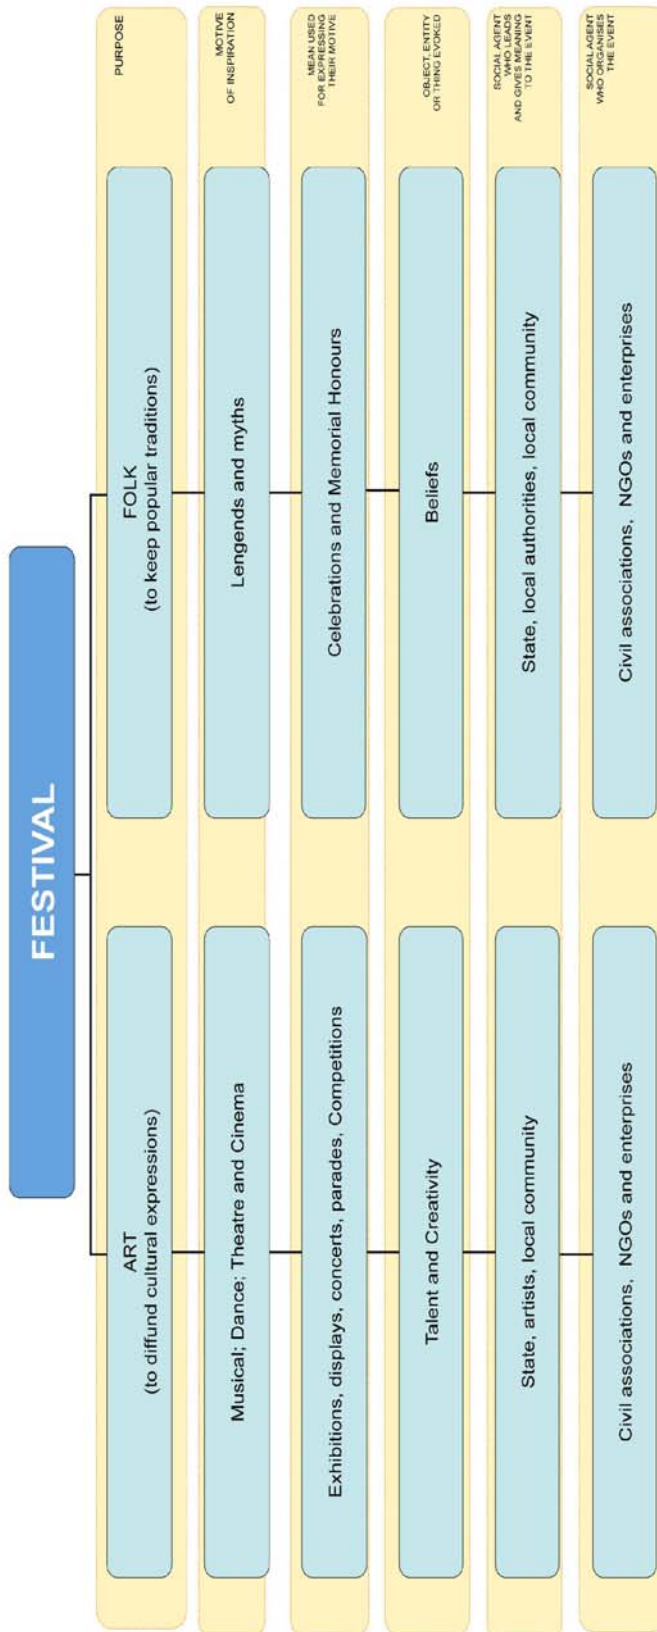 FESTIVAL
ART
(to diffund cultural expressions)
FOLK
(to keep popular traditions)
PURPOSE
Musical; Dance; Theatre and Cinema
Lengends and myths
MOTIVE
OF INSPIRATION
Exhibitions, displays, concerts, parades, Competitions
Celebrations and Memorial Honours
MEAN USED
FOR EXPRESSING
THEIR MOTIVE
Talent and Creativity
Beliefs
OBJECT, ENTITY
OR THING EVOKED
State, artists, local community
State, local authorities, local community
SOCIAL AGENT
WHO LEADS
AND GIVES MEANING
TO THE EVENT
Civil associations, NGOs and enterprises
Civil associations, NGOs and enterprises
SOCIAL AGENT
WHO ORGANISES
THE EVENT